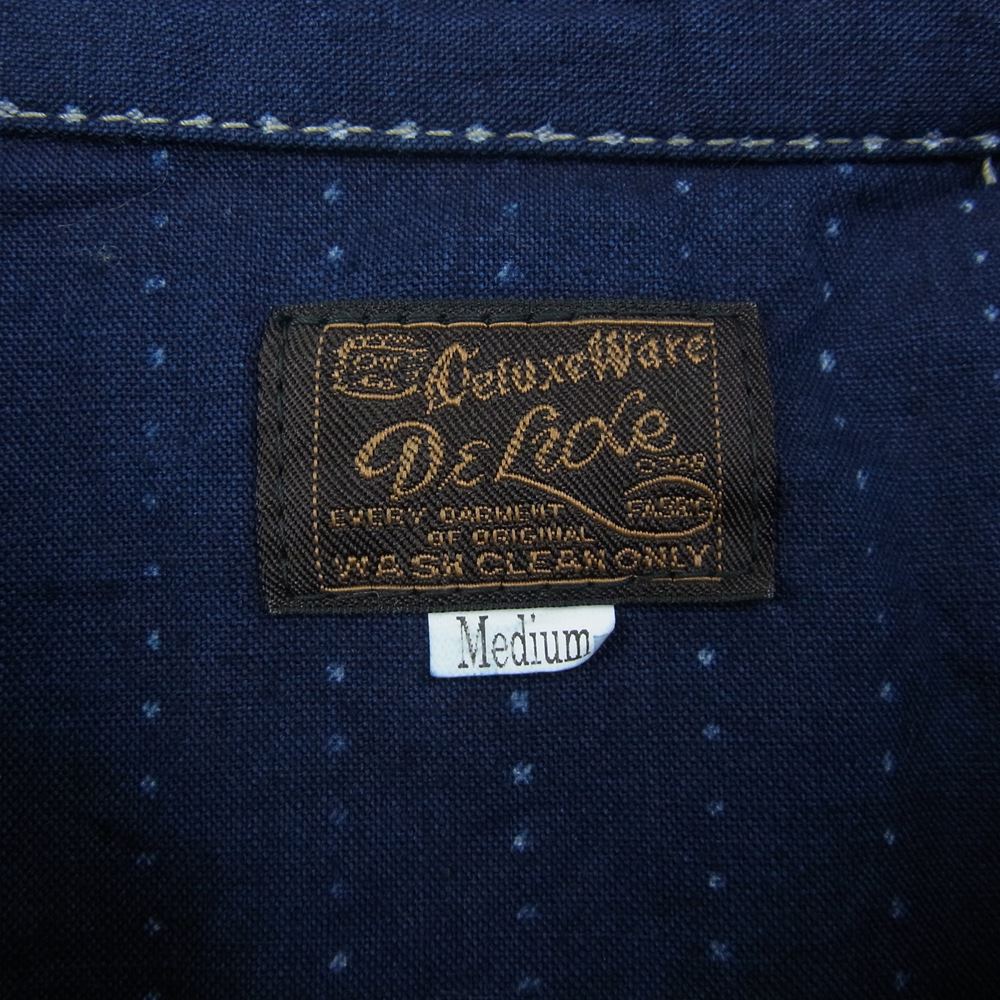 DeluxeWare
DELUXE
FABRIC
EVERY GARMENT
OF ORIGINAL
WASH CLEAN ONLY
Medium